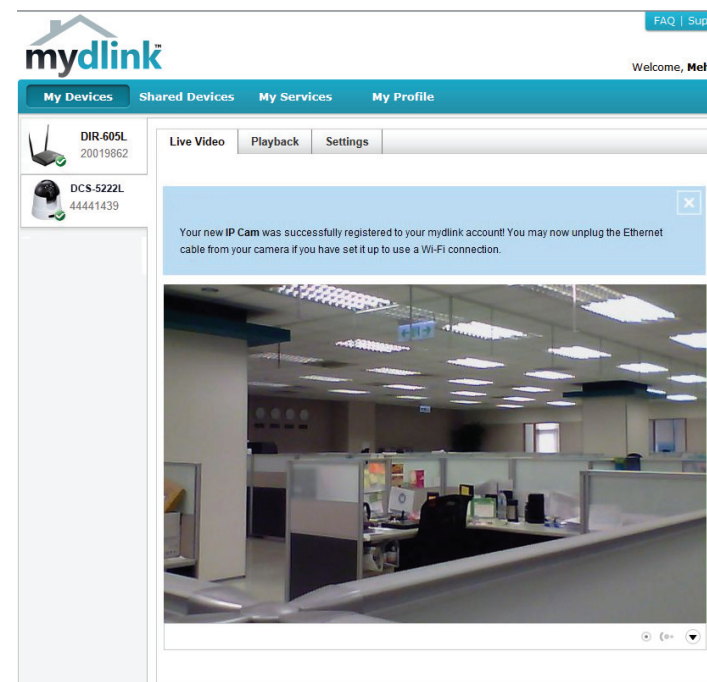 FAQ | Sup
mydlink™
Welcome, Meh
My Devices Shared Devices My Services My Profile
DIR-605L
20019862
DCS-5222L
44441439
Live Video Playback Settings
Your new IP Cam was successfully registered to your mydlink account! You may now unplug the Ethernet
cable from your camera if you have set it up to use a Wi-Fi connection.